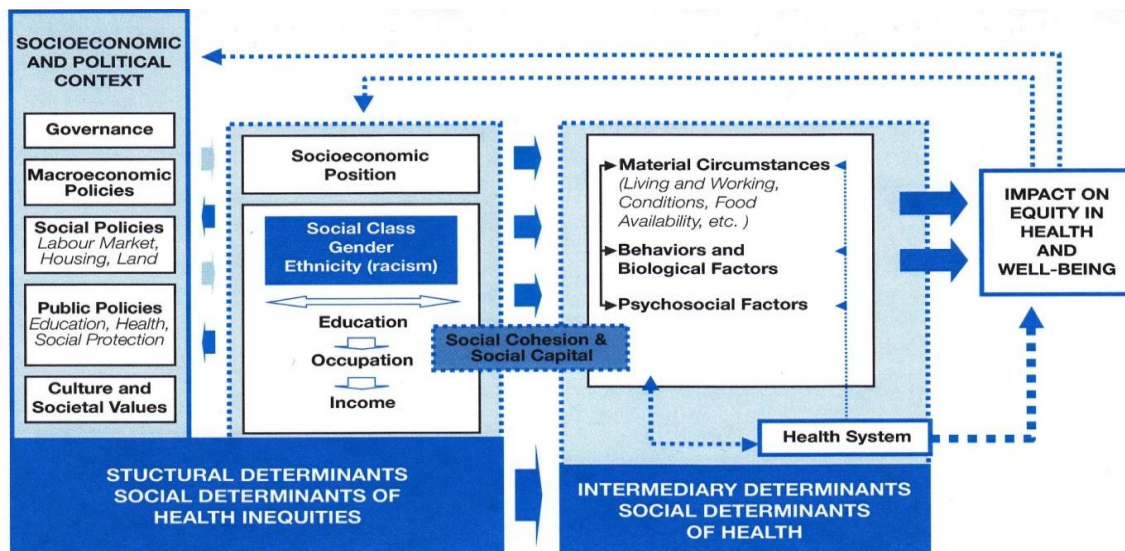 SOCIOECONOMIC
AND POLITICAL
CONTEXT
Governance
Macroeconomic
Policies
Social Policies
Labour Market,
Housing, Land
Public Policies
Education, Health,
Social Protection
Culture and
Societal Values
Socioeconomic
Position
Social Class
Gender
Ethnicity (racism)
Education
Occupation
Income
Social Cohesion &
Social Capital
Material Circumstances
(Living and Working,
Conditions, Food
Availability, etc. )
Behaviors and
Biological Factors
Psychosocial Factors
Health System
IMPACT ON
EQUITY IN
HEALTH
AND
WELL-BEING
STUCTURAL DETERMINANTS
SOCIAL DETERMINANTS OF
HEALTH INEQUITIES
INTERMEDIARY DETERMINANTS
SOCIAL DETERMINANTS
OF HEALTH